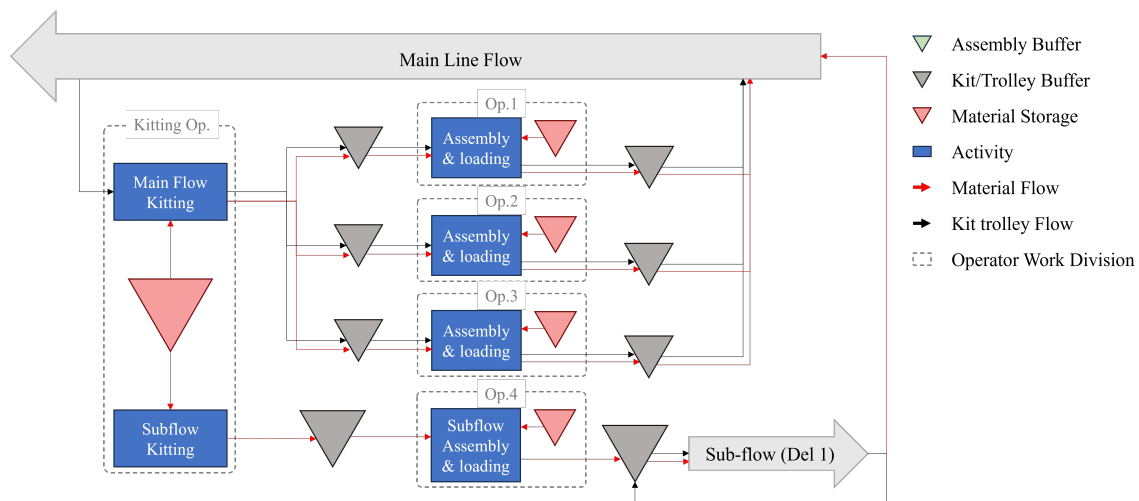 Main Line Flow
Kitting Op.
Main Flow
Kitting
Subflow
Kitting
Op.1
Assembly
& loading
Op.2
Assembly
& loading
Op.3
Assembly
& loading
Op.4
Subflow
Assembly
& loading
Sub-flow (Del 1)
Assembly Buffer
Kit/Trolley Buffer
Material Storage
Activity
Material Flow
Kit trolley Flow
Operator Work Division